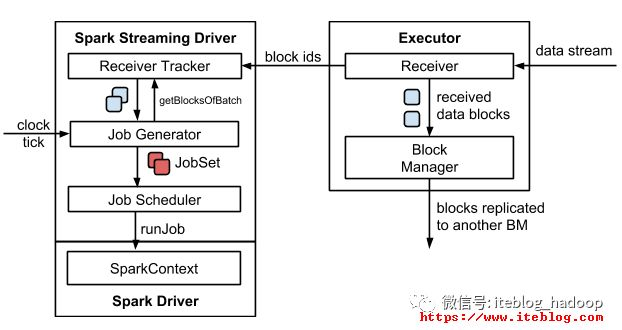 Spark Streaming Driver
Receiver Tracker
getBlocksOfBatch
clock
tick
Job Generator
JobSet
Job Scheduler
runJob
SparkContext
Spark Driver
block ids
Executor
Receiver
data stream
received
data blocks
Block
Manager
blocks replicated
to another BM
微信号: iteblog_hadoop
https://www.iteblog.com